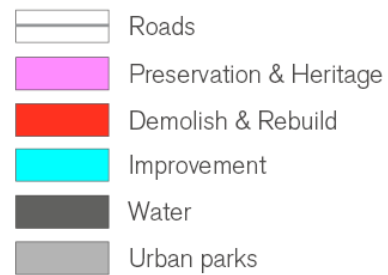 Roads
Preservation & Heritage
Demolish & Rebuild
Improvement
Water
Urban parks